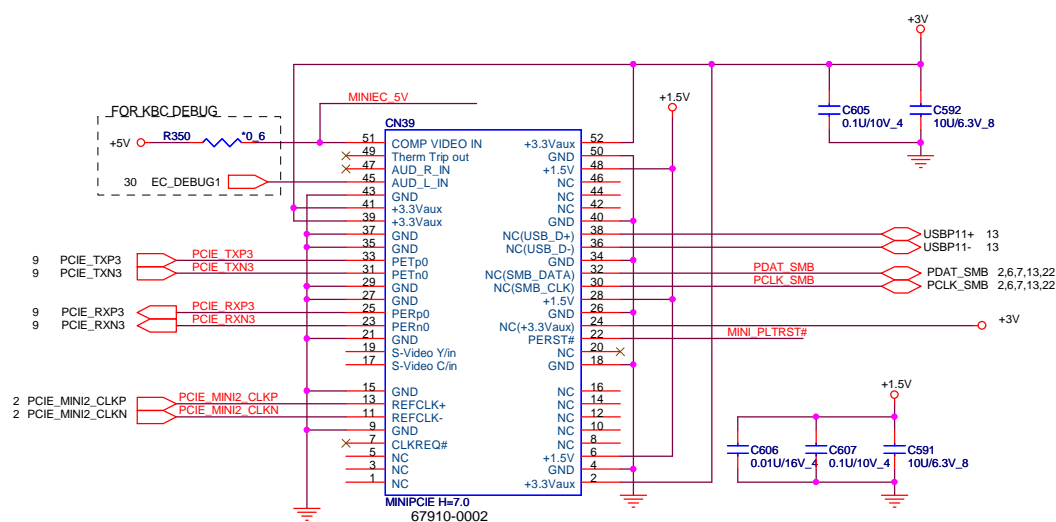 +3V
MINIEC_5V
+1.5V
FOR KBC DEBUG
+5V
R350
*0_6
30 EC_DEBUG1
C605
0.1U/10V_4
C592
10U/6.3V_8
CN39
51 COMP VIDEO IN
49 Therm Trip out
47 AUD_R_IN
45 AUD_L_IN
43 GND
41 +3.3Vaux
39 +3.3Vaux
37 GND
35 GND
33 PETp0
31 PETn0
29 GND
27 GND
25 PERp0
23 PERn0
21 GND
19 S-Video Y/in
17 S-Video C/in
15 GND
13 REFCLK+
11 REFCLK-
9 GND
7 CLKREQ#
5 NC
3 NC
1 NC
+3.3Vaux 52
GND 50
+1.5V 48
NC 46
NC 44
NC 42
GND 40
NC(USB_D+) 38
NC(USB_D-) 36
GND 34
NC(SMB_DATA) 32
NC(SMB_CLK) 30
+1.5V 28
GND 26
NC(+3.3Vaux) 24
PERST# 22
NC 20
GND 18
NC 16
NC 14
NC 12
NC 10
NC 8
+1.5V 6
GND 4
+3.3Vaux 2
9 PCIE_TXP3 PCIE_TXP3
9 PCIE_TXN3 PCIE_TXN3
9 PCIE_RXP3 PCIE_RXP3
9 PCIE_RXN3 PCIE_RXN3
2 PCIE_MINI2_CLKP PCIE_MINI2_CLKP
2 PCIE_MINI2_CLKN PCIE_MINI2_CLKN
USBP11+ 13
USBP11- 13
PDAT_SMB PDAT_SMB 2,6,7,13,22
PCLK_SMB PCLK_SMB 2,6,7,13,22
+3V
MINI_PLTRST#
+1.5V
C606
0.01U/16V_4
C607
0.1U/10V_4
C591
10U/6.3V_8
MINIPCIE H=7.0
67910-0002